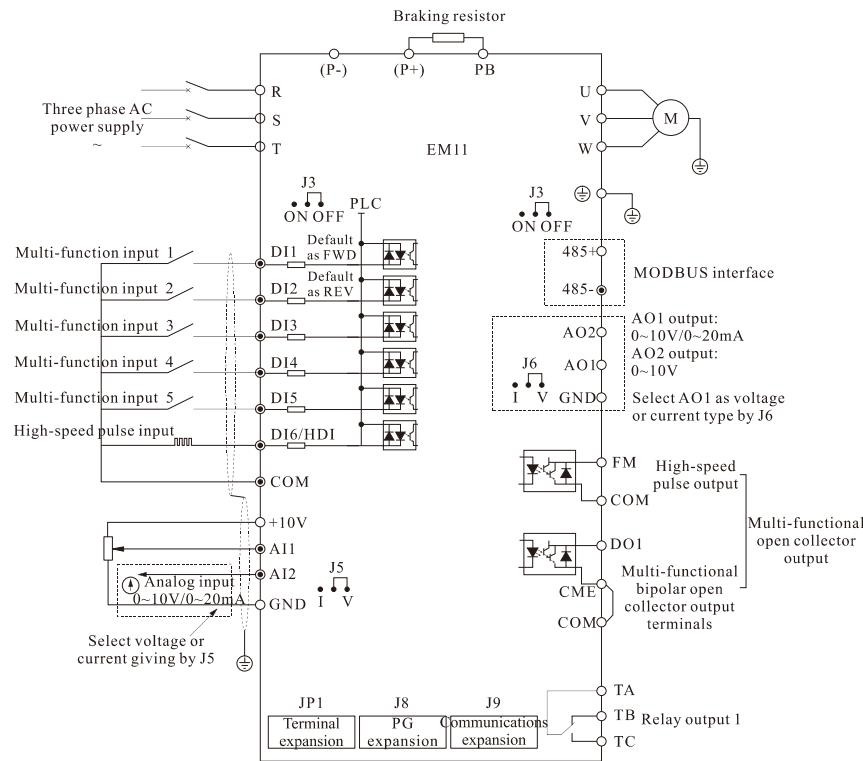 Braking resistor
(P-)
(P+)
PB
R
Three phase AC
power supply
~
S
T
EM11
U
V
W
M
J3
ON OFF
PLC
J3
ON OFF
Multi-function input 1
DI1
Default
as FWD
Multi-function input 2
DI2
Default
as REV
Multi-function input 3
DI3
Multi-function input 4
DI4
Multi-function input 5
DI5
High-speed pulse input
DI6/HDI
COM
485+
485-
MODBUS interface
AO2
AO1
GND
J6
I V
AO1 output:
0~10V/0~20mA
AO2 output:
0~10V
Select AO1 as voltage
or current type by J6
+10V
AI1
AI2
GND
Analog input
0~10V/0~20mA
J5
I V
Select voltage or
current giving by J5
FM
COM
High-speed
pulse output
DO1
CME
COM
Multi-functional
bipolar open
collector output
terminals
Multi-functional
open collector
output
JP1
Terminal
expansion
J8
PG
expansion
J9
Communications
expansion
TA
TB
TC
Relay output 1